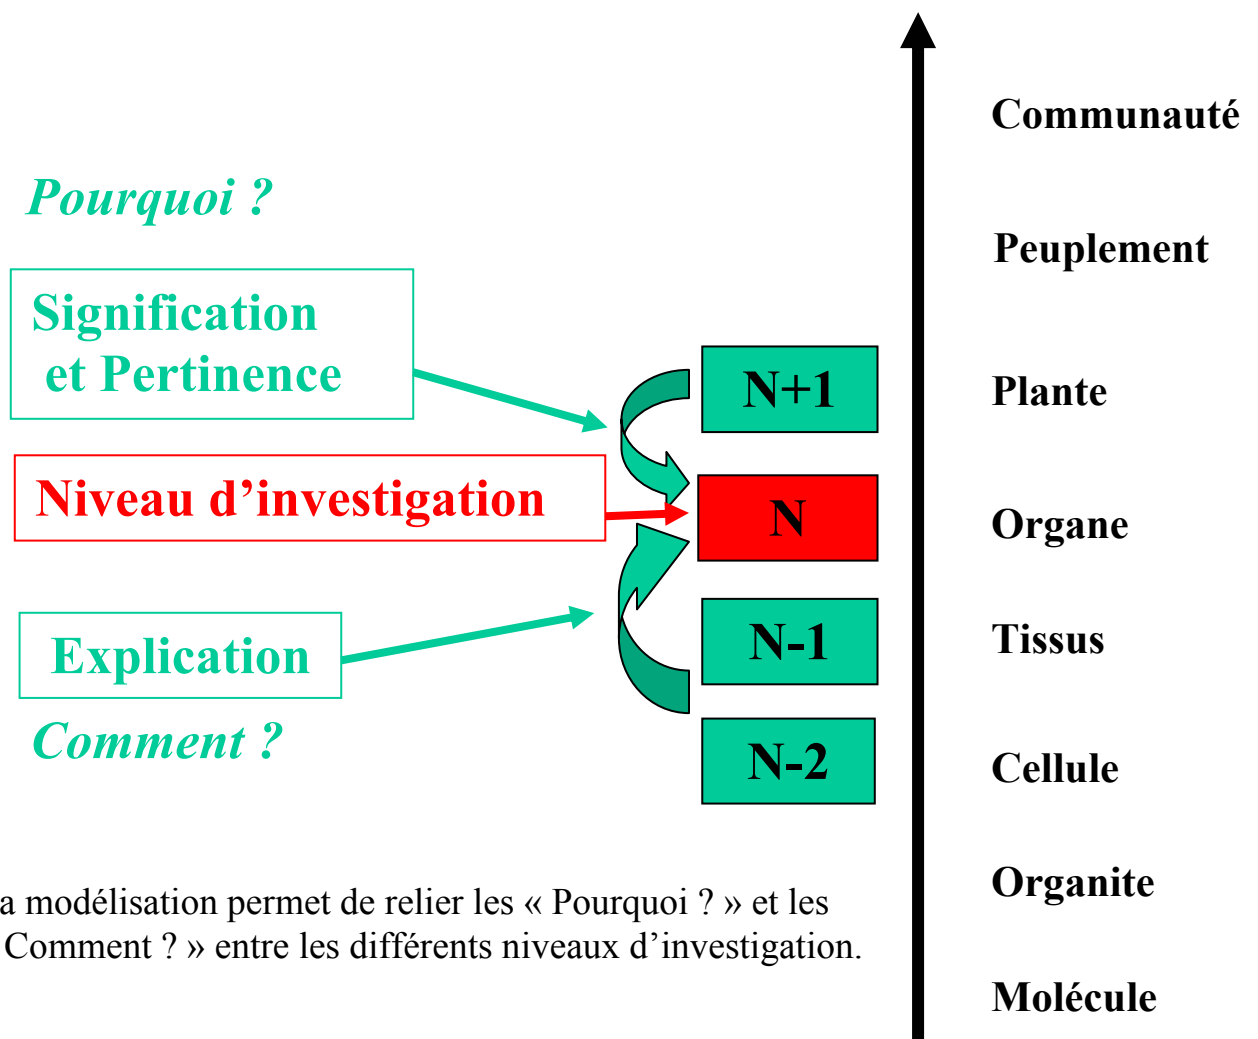 Pourquoi ?
Signification
et Pertinence
Niveau d’investigation
Explication
Comment ?
N+1
N
N-1
N-2
Communauté
Peuplement
Plante
Organe
Tissus
Cellule
Organite
Molécule
a modélisation permet de relier les « Pourquoi ? » et les
Comment ? » entre les différents niveaux d’investigation.